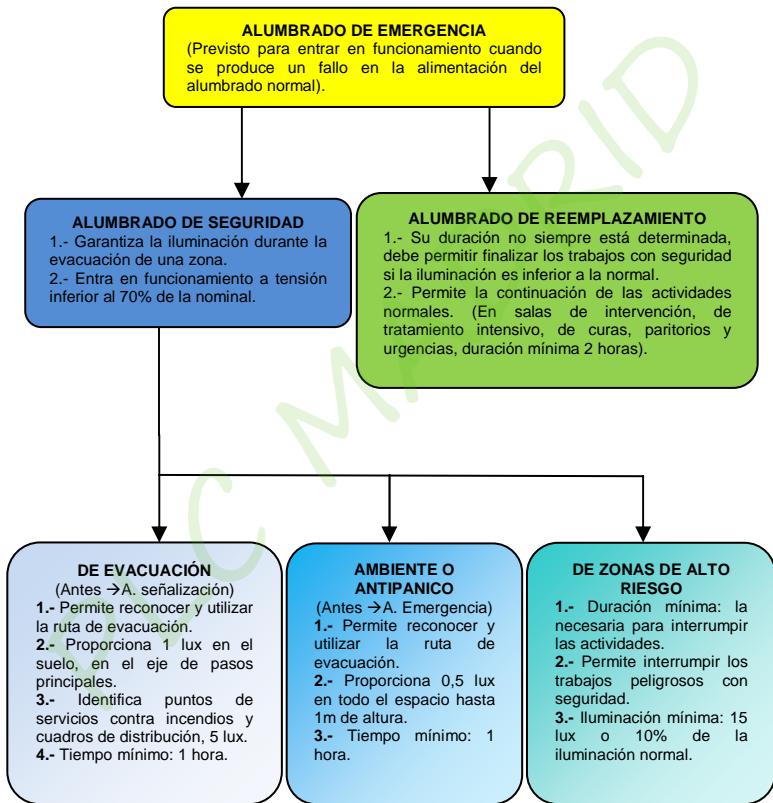 ALUMBRADO DE EMERGENCIA
(Previsto para entrar en funcionamiento cuando
se produce un fallo en la alimentación del
alumbrado normal).
ALUMBRADO DE SEGURIDAD
1.- Garantiza la iluminación durante la
evacuación de una zona.
2.- Entra en funcionamiento a tensión
inferior al 70% de la nominal.
ALUMBRADO DE REEMPLAZAMIENTO
1.- Su duración no siempre está determinada,
debe permitir finalizar los trabajos con seguridad
si la iluminación es inferior a la normal.
2.- Permite la continuación de las actividades
normales. (En salas de intervención, de
tratamiento intensivo, de curas, paritorios y
urgencias, duración mínima 2 horas).
DE EVACUACIÓN
(Antes →A. señalización)
1.- Permite reconocer y utilizar
la ruta de evacuación.
2.- Proporciona 1 lux en el
suelo, en el eje de pasos
principales.
3.- Identifica puntos de
servicios contra incendios y
cuadros de distribución, 5 lux.
4.- Tiempo mínimo: 1 hora.
AMBIENTE O
ANTIPANICO
(Antes →A. Emergencia)
1.- Permite reconocer y
utilizar la ruta de
evacuación.
2.- Proporciona 0,5 lux
en todo el espacio hasta
1m de altura.
3.- Tiempo mínimo: 1
hora.
DE ZONAS DE ALTO
RIESGO
1.- Duración mínima: la
necesaria para interrumpir
las actividades.
2.- Permite interrumpir los
trabajos peligrosos con
seguridad.
3.- Iluminación mínima: 15
lux o 10% de la
iluminación normal.
PLC MADRID